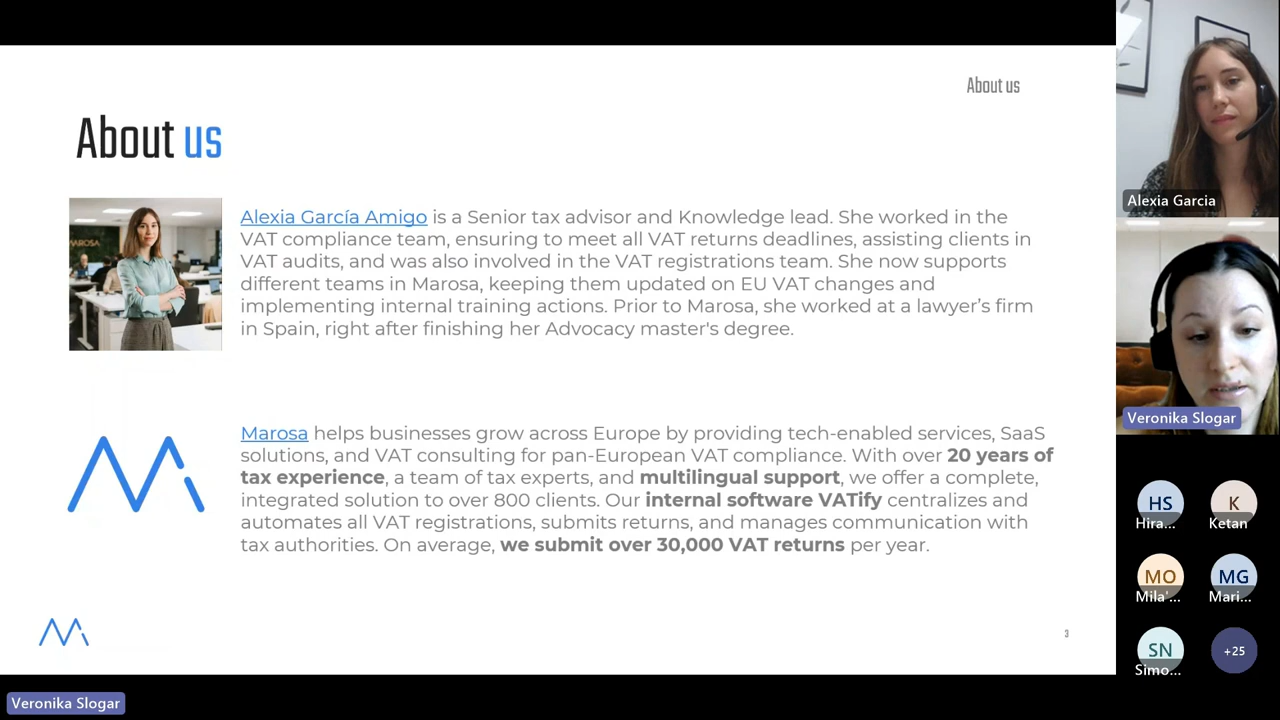 About us
About us
MAROSA
Alexia García Amigo is a Senior tax advisor and Knowledge lead. She worked in the
VAT compliance team, ensuring to meet all VAT returns deadlines, assisting clients in
VAT audits, and was also involved in the VAT registrations team. She now supports
different teams in Marosa, keeping them updated on EU VAT changes and
implementing internal training actions. Prior to Marosa, she worked at a lawyer’s firm
in Spain, right after finishing her Advocacy master's degree.
Marosa helps businesses grow across Europe by providing tech-enabled services, SaaS
solutions, and VAT consulting for pan-European VAT compliance. With over 20 years of
tax experience, a team of tax experts, and multilingual support, we offer a complete,
integrated solution to over 800 clients. Our internal software VATify centralizes and
automates all VAT registrations, submits returns, and manages communication with
tax authorities. On average, we submit over 30,000 VAT returns per year.
3
Alexia Garcia
Veronika Slogar
HS
Hira...
K
Ketan
MO
Mila'...
MG
Mari...
SN
Simo...
+25
Veronika Slogar